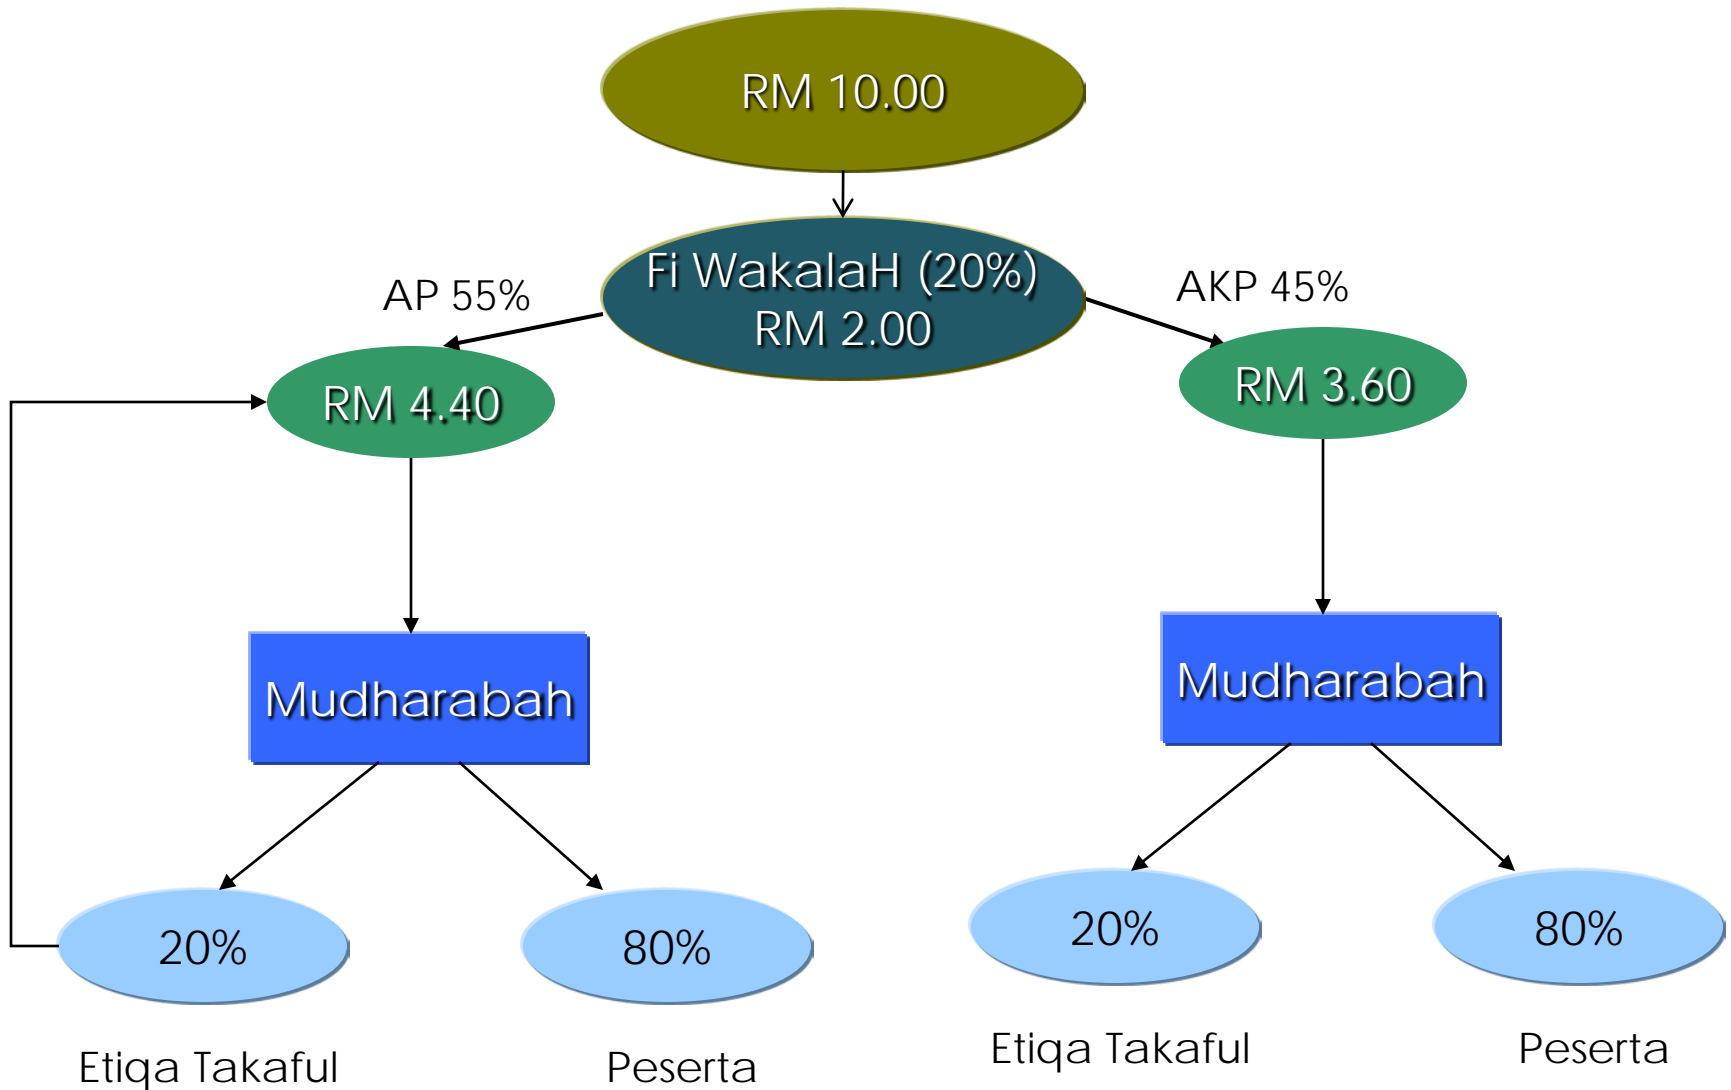 RM 10.00
Fi WakalaH (20%)
RM 2.00
AP 55%
AKP 45%
RM 4.40
RM 3.60
Mudharabah
Mudharabah
20%
80%
20%
80%
Etiqa Takaful
Peserta
Etiqa Takaful
Peserta